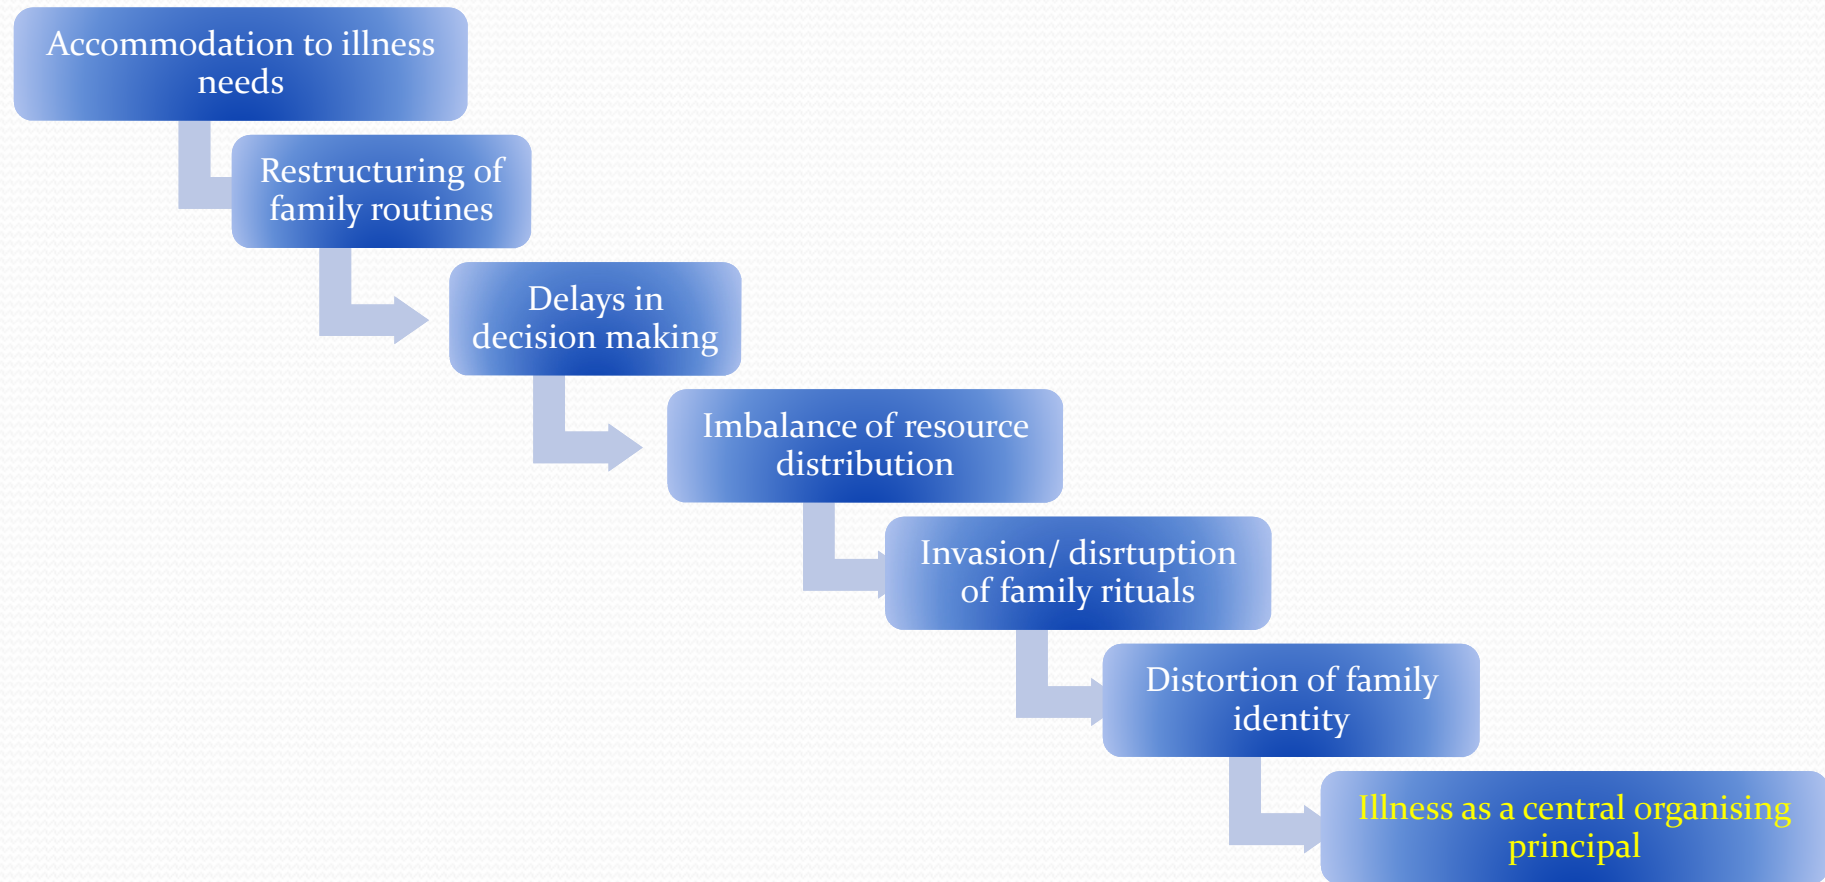 Accommodation to illness
needs
Restructuring of
family routines
Delays in
decision making
Imbalance of resource
distribution
Invasion/ disrtuption
of family rituals
Distortion of family
identity
Illness as a central organising
principal